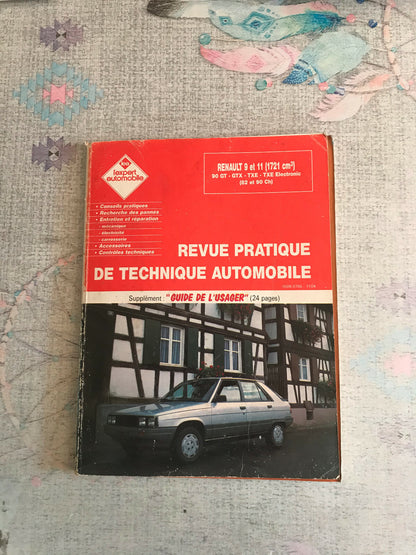 l'expert
automobile
RENAULT 9 et 11 (1721 cm³)
90 GT - GTX - TXE - TXE Electronic
(82 et 90 Ch)
• Conseils pratiques
• Recherche des pannes
• Entretien et réparation
- mécanique
- électricité
- carrosserie
• Accessoires
• Contrôles techniques
REVUE PRATIQUE
DE TECHNIQUE AUTOMOBILE
Supplément : "GUIDE DE L'USAGER" (24 pages)